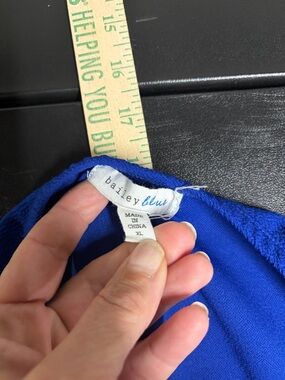 S HELPING YOU BU
15
16
17
bailey blue
MADE
IN
CHINA
XL